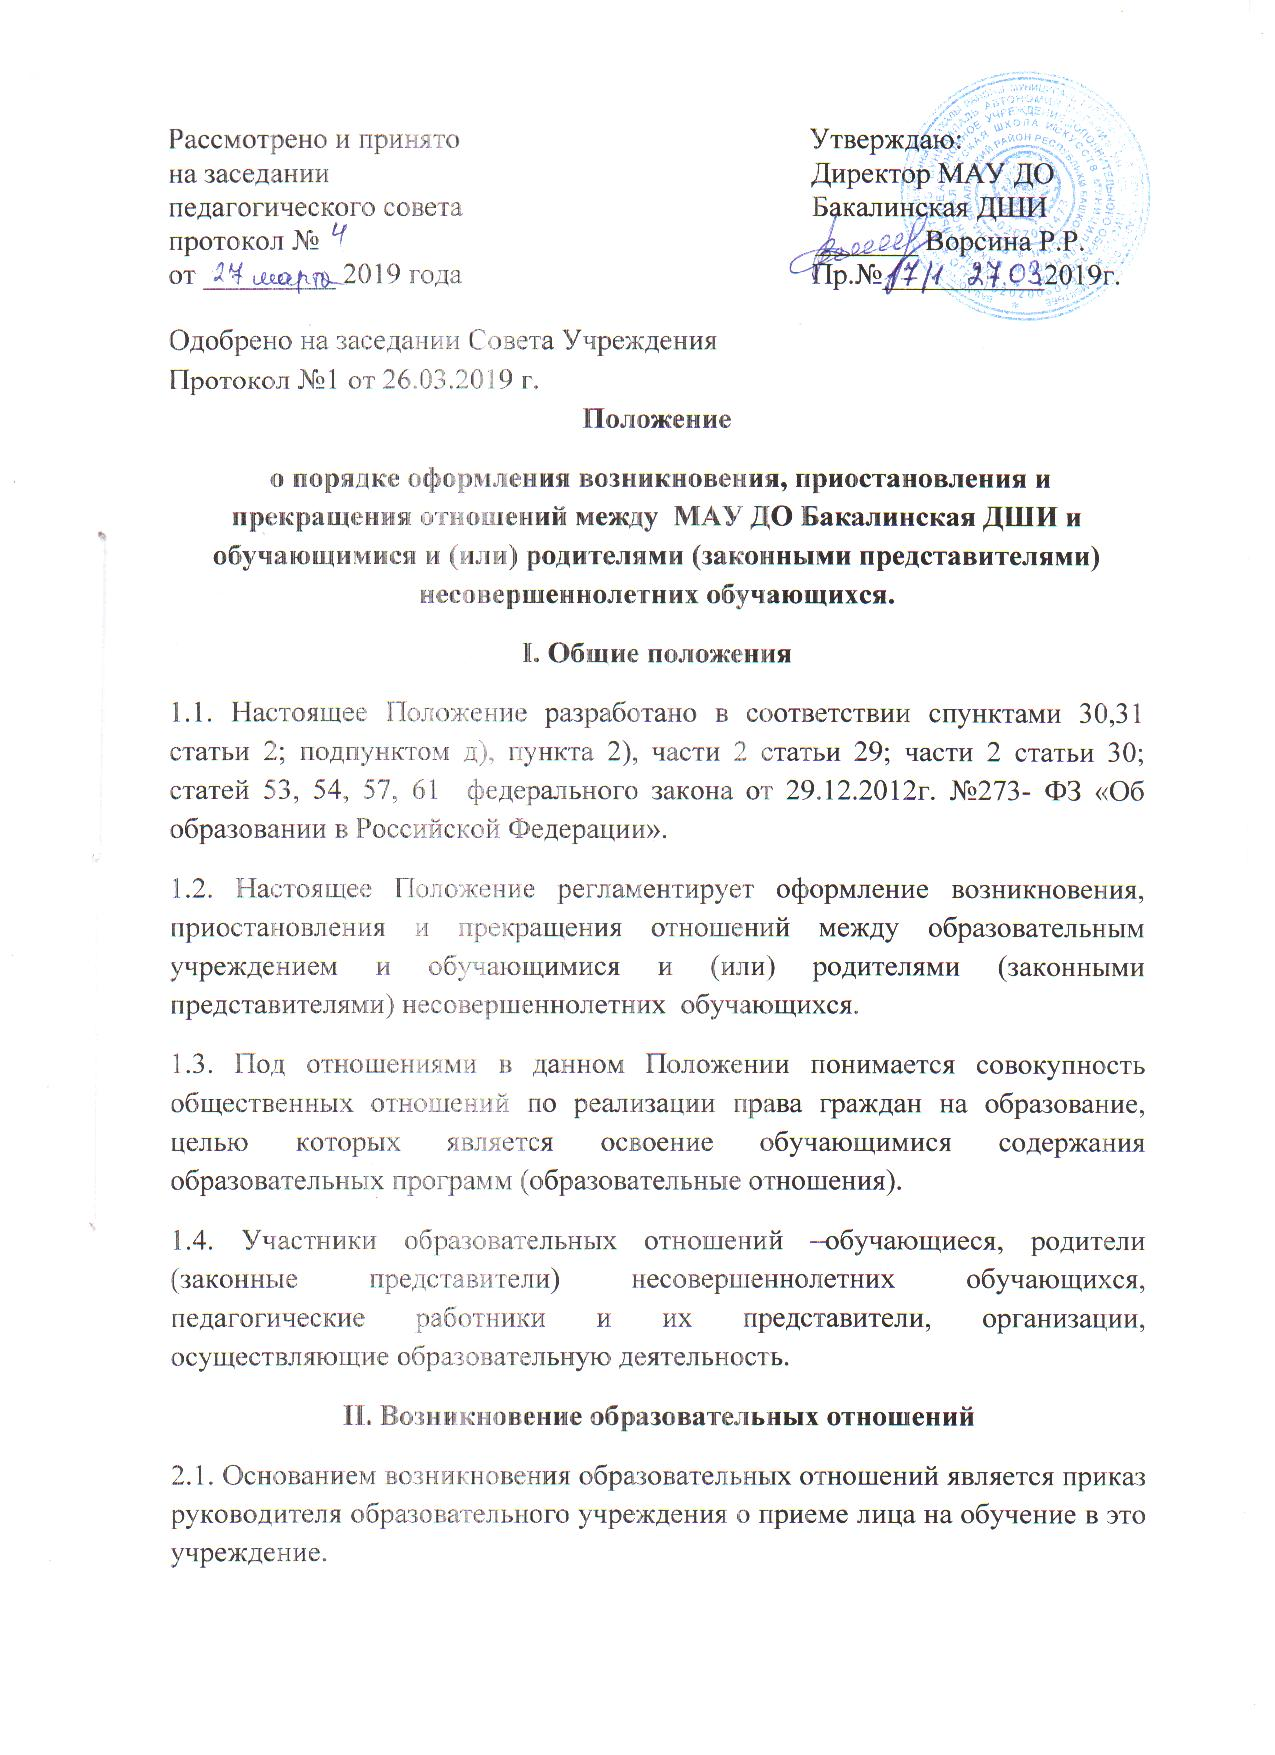 Рассмотрено и принято
на заседании
педагогического совета
протокол № 4
от 27 марта 2019 года
Утверждаю:
Директор МАУ ДО
Бакалинская ДШИ
Ворсина Р.Р.
Пр.№ 17/1 27.03.2019г.
Одобрено на заседании Совета Учреждения
Протокол №1 от 26.03.2019 г.
Положение
о порядке оформления возникновения, приостановления и
прекращения отношений между МАУ ДО Бакалинская ДШИ и
обучающимися и (или) родителями (законными представителями)
несовершеннолетних обучающихся.
I. Общие положения
1.1. Настоящее Положение разработано в соответствии спунктами 30,31
статьи 2; подпунктом д), пункта 2), части 2 статьи 29; части 2 статьи 30;
статей 53, 54, 57, 61 федерального закона от 29.12.2012г. №273- ФЗ «Об
образовании в Российской Федерации».
1.2. Настоящее Положение регламентирует оформление возникновения,
приостановления и прекращения отношений между образовательным
учреждением и обучающимися и (или) родителями (законными
представителями) несовершеннолетних обучающихся.
1.3. Под отношениями в данном Положении понимается совокупность
общественных отношений по реализации права граждан на образование,
целью которых является освоение обучающимися содержания
образовательных программ (образовательные отношения).
1.4. Участники образовательных отношений –обучающиеся, родители
(законные представители) несовершеннолетних обучающихся,
педагогические работники и их представители, организации,
осуществляющие образовательную деятельность.
II. Возникновение образовательных отношений
2.1. Основанием возникновения образовательных отношений является приказ
руководителя образовательного учреждения о приеме лица на обучение в это
учреждение.